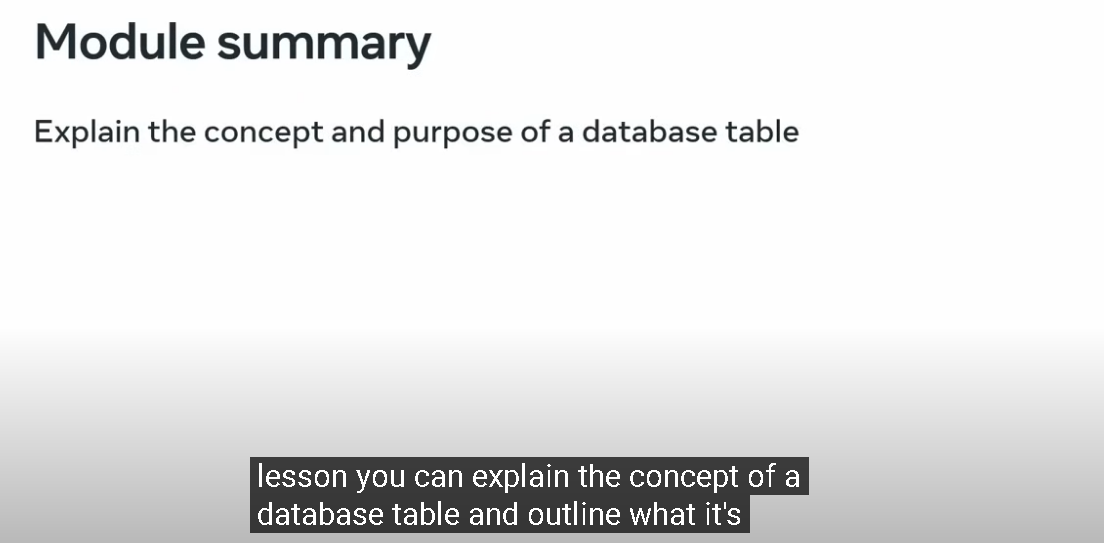 Module summary
Explain the concept and purpose of a database table
lesson you can explain the concept of a
database table and outline what it's